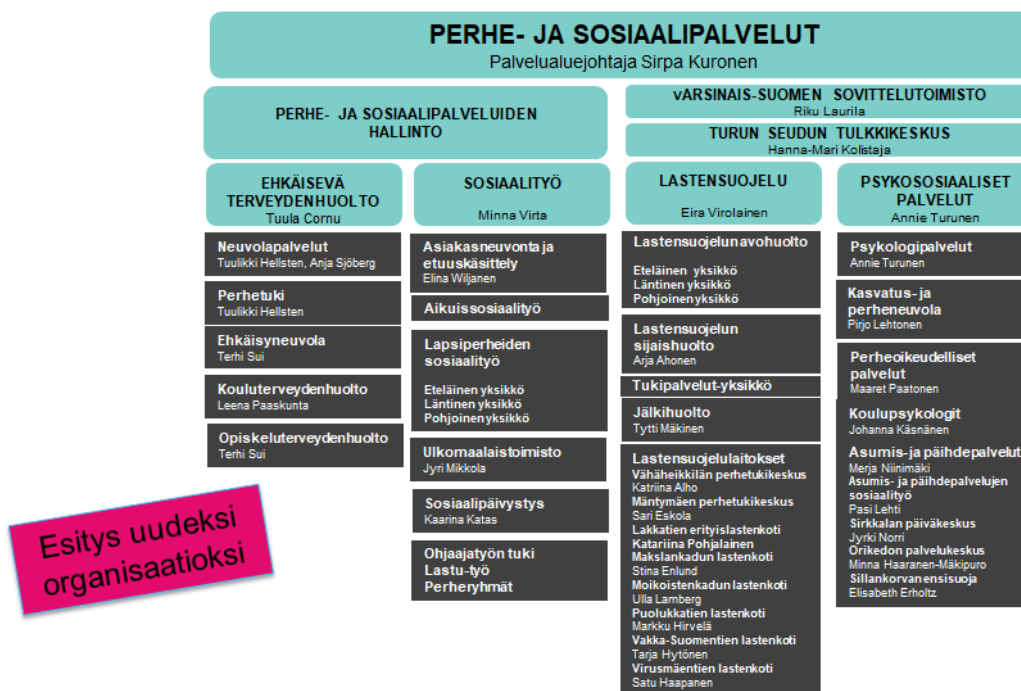 PERHE- JA SOSIAALIPALVELUT
Palvelualuejohtaja Sirpa Kuronen
PERHE- JA SOSIAALIPALVELUIDEN
HALLINTO
vARSINAIS-SUOMEN SOVITTELUTOIMISTO
Riku Laurila
TURUN SEUDUN TULKKIKESKUS
Hanna-Mari Kolistaja
EHKÄISEVÄ
TERVEYDENHUOLTO
Tuula Cornu
Neuvolapalvelut
Tuulikki Hellsten, Anja Sjöberg
Perhetuki
Tuulikki Hellsten
Ehkäisyneuvola
Terhi Sui
Kouluterveydenhuolto
Leena Paaskunta
Opiskeluterveydenhuolto
Terhi Sui
SOSIAALITYÖ
Minna Virta
Asiakasneuvonta ja
etuuskäsittely
Elina Wiljanen
Aikuissosiaalityö
Lapsiperheiden
sosiaalityö
Eteläinen yksikkö
Läntinen yksikkö
Pohjoinen yksikkö
Ulkomaalaistoimisto
Jyri Mikkola
Sosiaalipäivystys
Kaarina Katas
Ohjaajatyön tuki
Lastu-työ
Perheryhmät
LASTENSUOJELU
Eira Virolainen
Lastensuojelun avohuolto
Eteläinen yksikkö
Läntinen yksikkö
Pohjoinen yksikkö
Lastensuojelun
sijaishuolto
Arja Ahonen
Tukipalvelut-yksikkö
Jälkihuolto
Tytti Mäkinen
Lastensuojelulaitokset
Vähäheikkilän perhetukikeskus
Katriina Alho
Mäntymäen perhetukikeskus
Sari Eskola
Lakkatien erityislastenkoti
Katariina Pohjalainen
Makslankadun lastenkoti
Stina Enlund
Moikoistenkadun lastenkoti
Ulla Lamberg
Puolukkatien lastenkoti
Markku Hirvelä
Vakka-Suomentien lastenkoti
Tarja Hytönen
Virusmäentien lastenkoti
Satu Haapanen
PSYKOSOSIAALISET
PALVELUT
Annie Turunen
Psykologipalvelut
Annie Turunen
Kasvatus- ja
perheneuvola
Pirjo Lehtonen
Perheoikeudelliset
palvelut
Maaret Paatonen
Koulupsykologit
Johanna Käsnänen
Asumis- ja päihdepalvelut
Merja Niinimäki
Asumis- ja päihdepalvelujen
sosiaalityö
Pasi Lehti
Sirkkalan päiväkeskus
Jyrki Norri
Orikedon palvelukeskus
Minna Haaranen-Mäkipuro
Sillankorvan ensisuoja
Elisabeth Erholtz
Esitys uudeksi
organisaatioksi